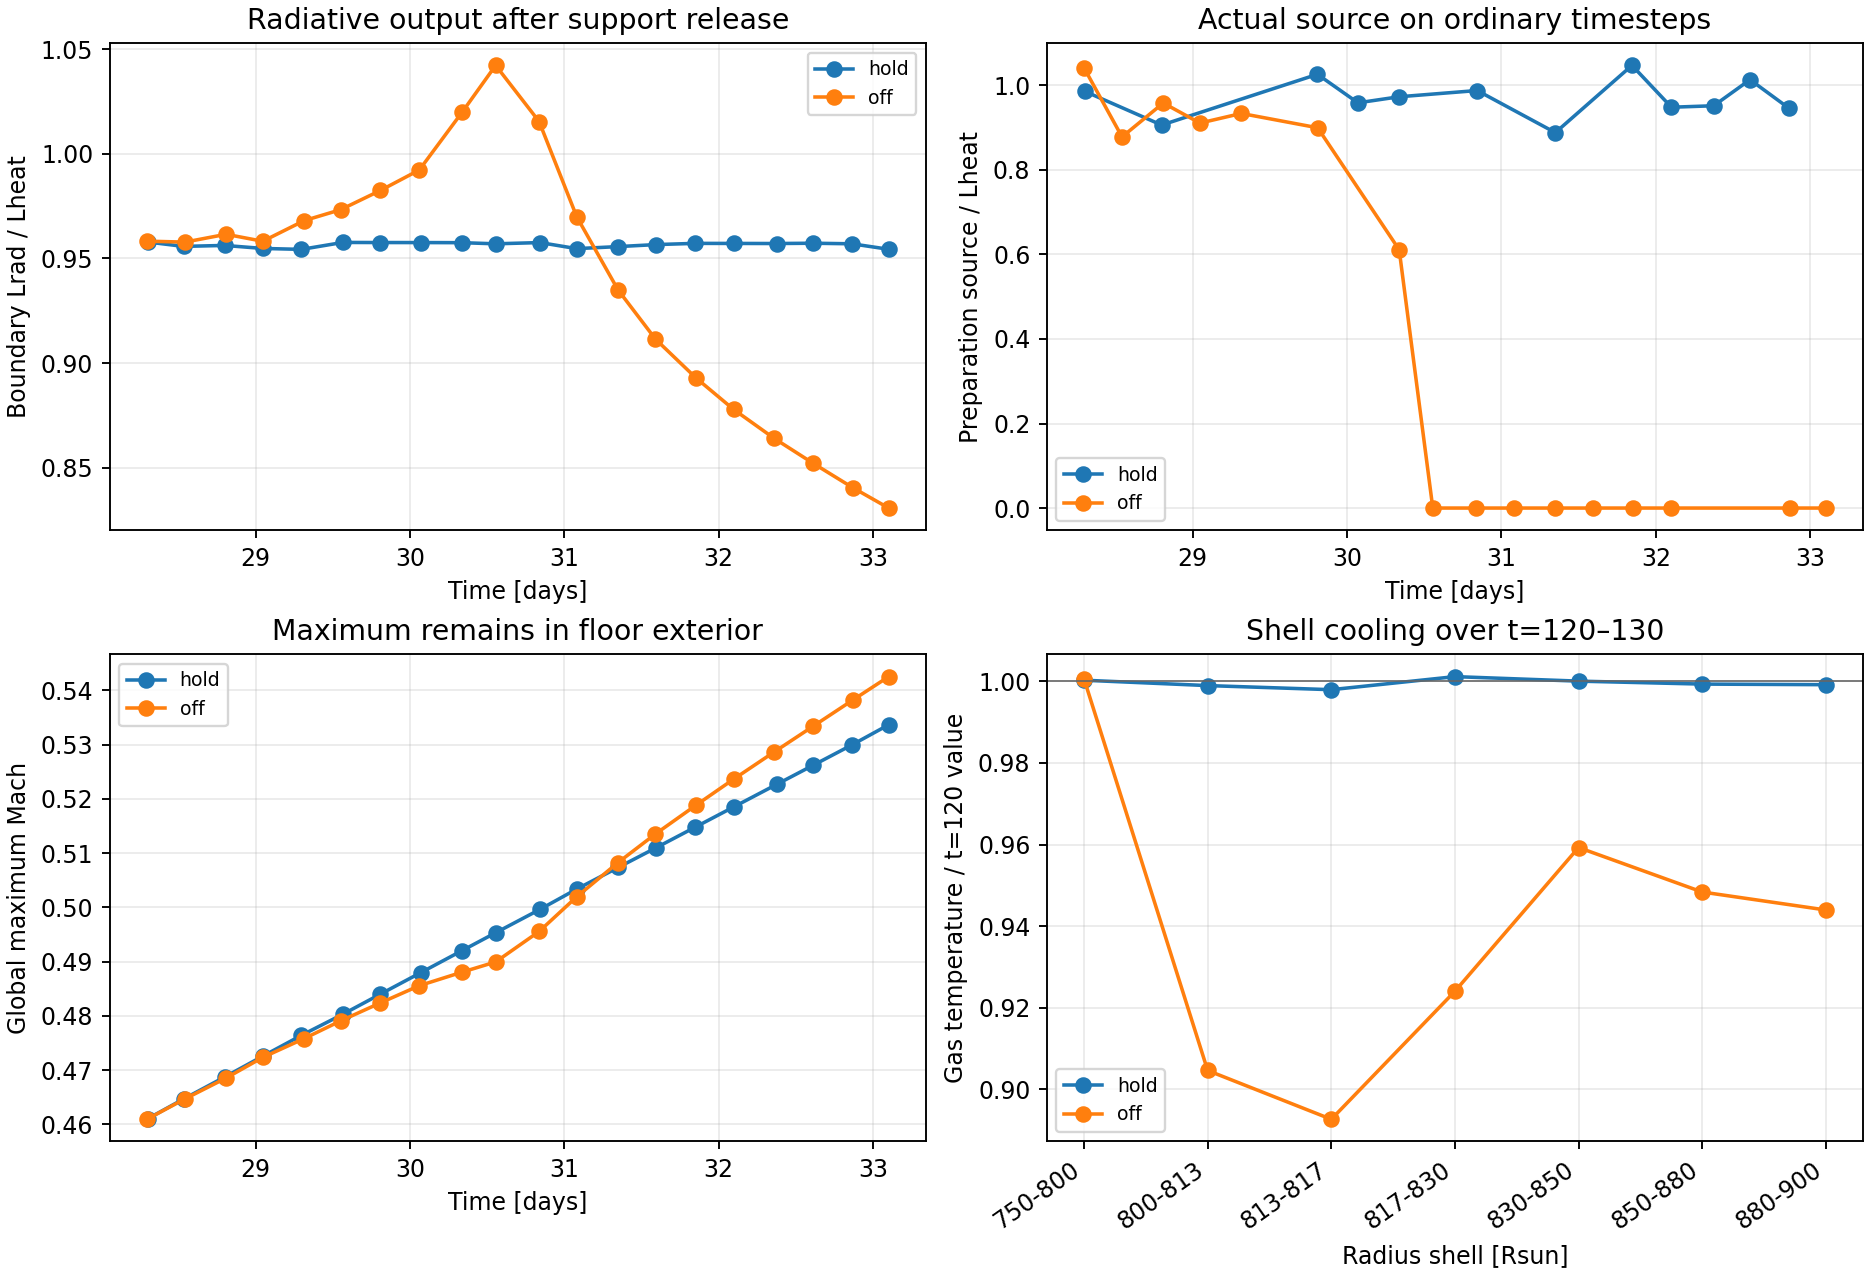 Radiative output after support release
Boundary Lrad / Lheat
1.05
1.00
0.95
0.90
0.85
hold
off
29 30 31 32 33
Time [days]
Actual source on ordinary timesteps
Preparation source / Lheat
1.0
0.8
0.6
0.4
0.2
0.0
hold
off
29 30 31 32 33
Time [days]
Maximum remains in floor exterior
Global maximum Mach
0.54
0.53
0.52
0.51
0.50
0.49
0.48
0.47
0.46
hold
off
29 30 31 32 33
Time [days]
Shell cooling over t=120–130
Gas temperature / t=120 value
1.00
0.98
0.96
0.94
0.92
0.90
hold
off
750-800 800-813 813-817 817-830 830-850 850-880 880-900
Radius shell [Rsun]